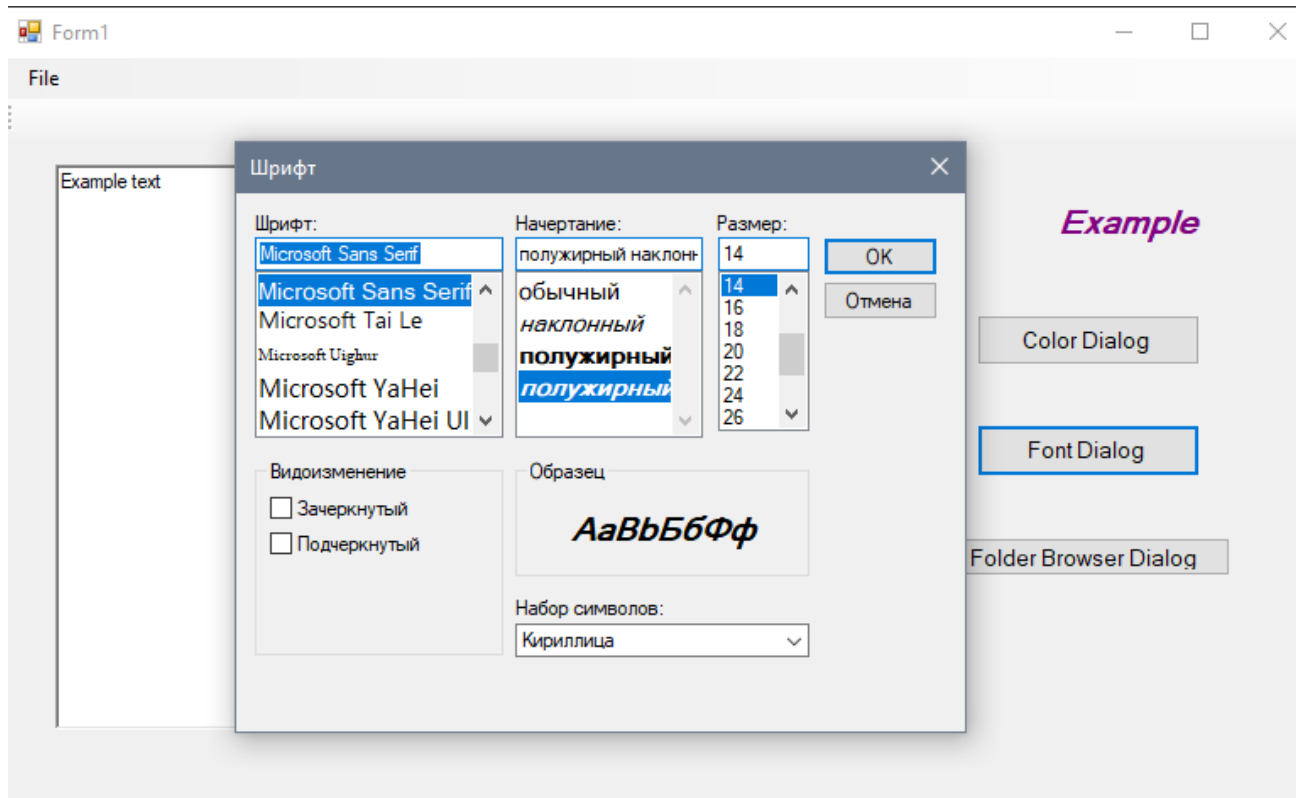 Form1
File
Example text
Шрифт
Шрифт:
Начертание:
Размер:
Microsoft Sans Serif
полужирный наклонн
14
OK
Отмена
Microsoft Sans Serif
Microsoft Tai Le
Microsoft Uighur
Microsoft YaHei
Microsoft YaHei UI
обычный
наклонный
полужирный
полужирный
14
16
18
20
22
24
26
Видоизменение
Зачеркнутый
Подчеркнутый
Образец
АаBbБбФф
Набор символов:
Кириллица
Example
Color Dialog
Font Dialog
Folder Browser Dialog